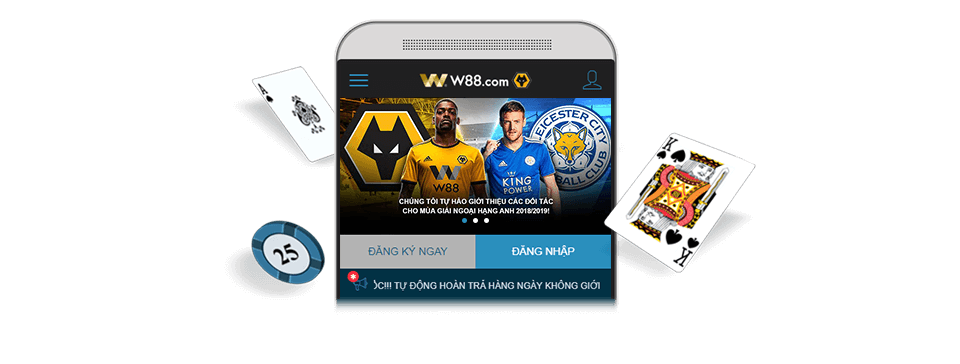 W88.com
W88
KING
POWER
LEICESTER CITY
FOOTBALL CLUB
CHÚNG TÔI TỰ HÀO GIỚI THIỆU CÁC ĐỐI TÁC
CHO MÙA GIẢI NGOẠI HẠNG ANH 2018/2019!
ĐĂNG KÝ NGAY
ĐĂNG NHẬP
TỰ ĐỘNG HOÀN TRẢ HÀNG NGÀY KHÔNG GIỚI
A
25
K
K